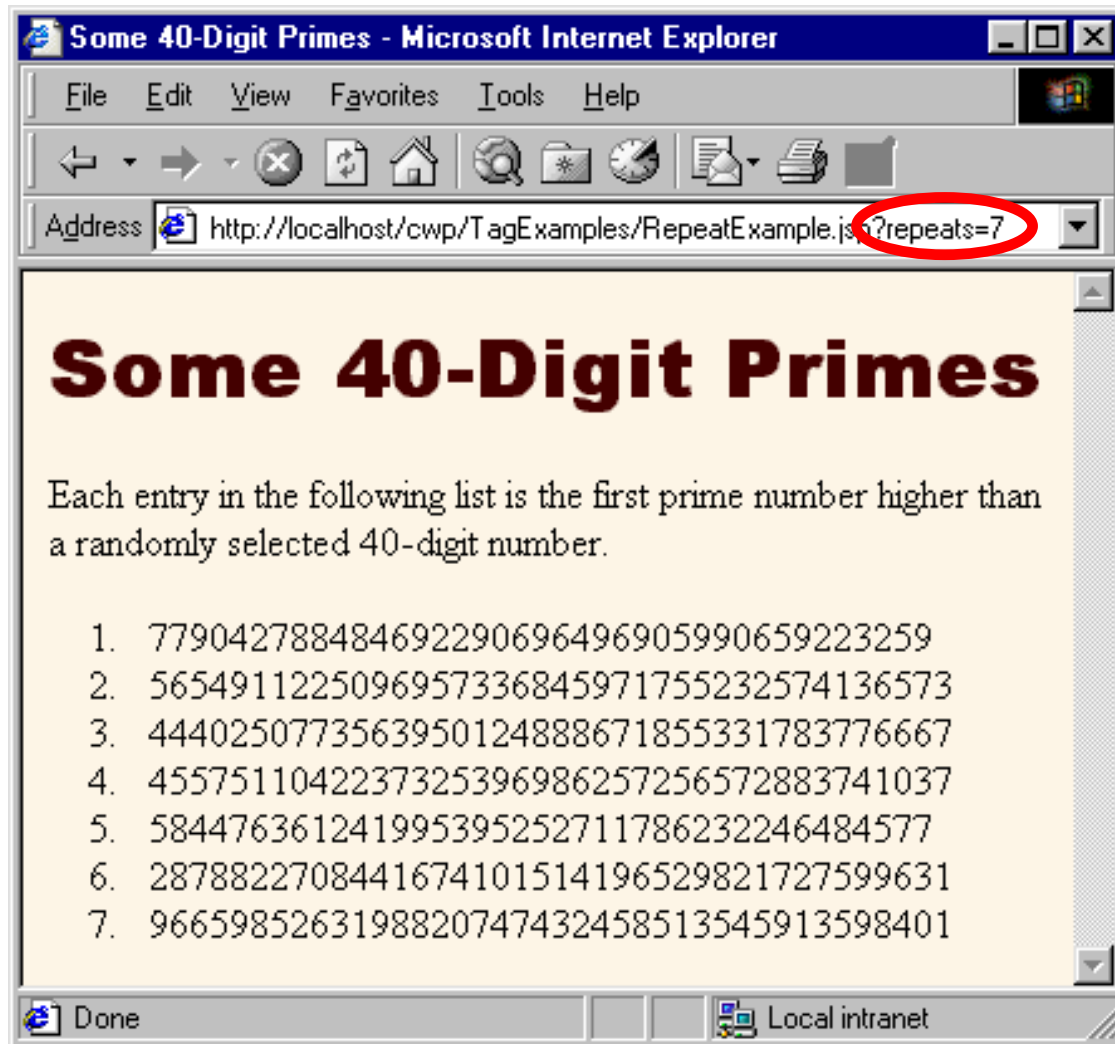 Some 40-Digit Primes - Microsoft Internet Explorer
File Edit View Favorites Tools Help
Address http://localhost/cwp/TagExamples/RepeatExample.jsp?repeats=7
Some 40-Digit Primes
Each entry in the following list is the first prime number higher than
a randomly selected 40-digit number.
1. 779042788484692290696496905990659223259
2. 5654911225096957336845971755232574136573
3. 4440250773563950124888671855331783776667
4. 4557511042237325396986257256572883741037
5. 584476361241995395252711786232246484577
6. 2878822708441674101514196529821727599631
7. 9665985263198820747432458513545913598401
Done
Local intranet